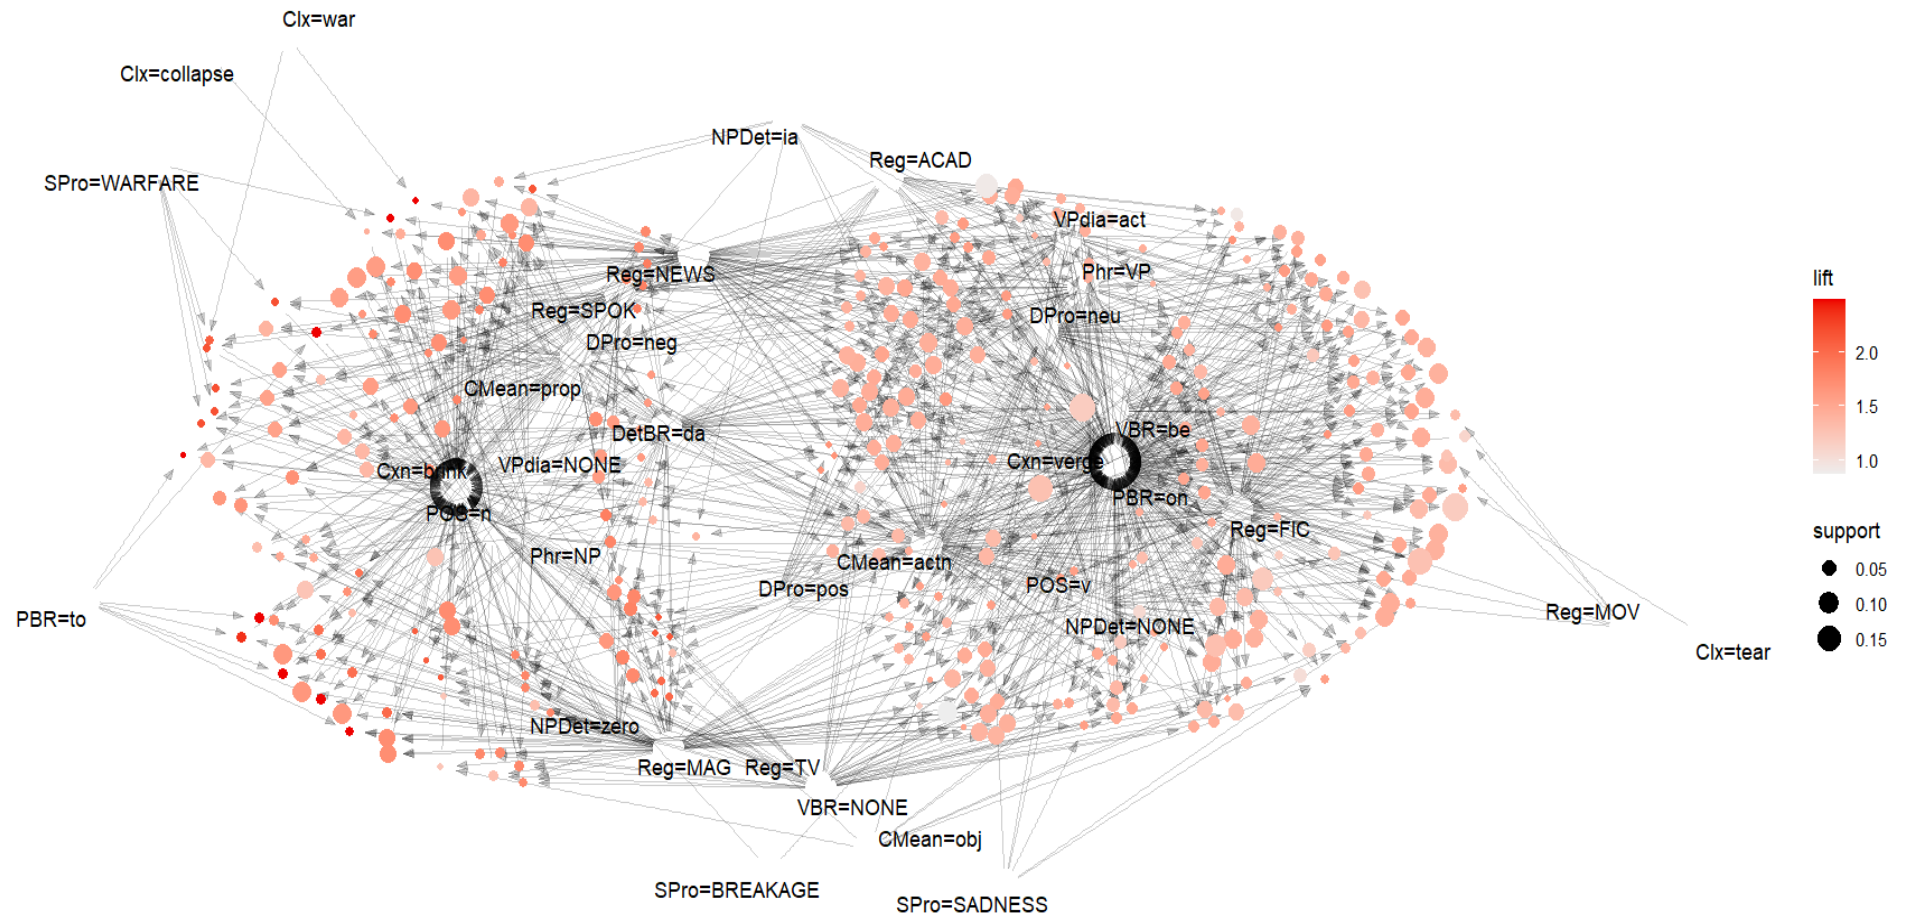 Clx=war
Clx=collapse
NPDet=ia
Reg=ACAD
SPro=WARFARE
VPdia=act
Reg=NEWS
Phr=VP
lift
Reg=SPOK
DPro=neu
DPro=neg
2.0
CMean=prop
1.5
DetBR=da
VBR=be
VPdia=NONE
Cxn=verge
1.0
Cxn=brink
PBR=on
POS=n
Reg=FIC
support
Phr=NP
CMean=actn
0.05
DPro=pos
POS=v
0.10
PBR=to
Reg=MOV
NPDet=NONE
0.15
Clx=tear
NPDet=zero
Reg=MAG
Reg=TV
VBR=NONE
CMean=obj
SPro=BREAKAGE
SPro=SADNESS